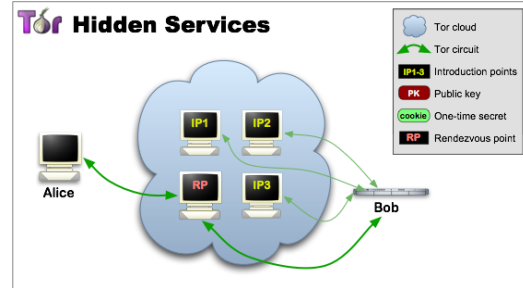 Tor Hidden Services
Tor cloud
Tor circuit
IP1-3 Introduction points
PK Public key
cookie One-time secret
RP Rendezvous point
IP1
IP2
RP
IP3
Alice
Bob